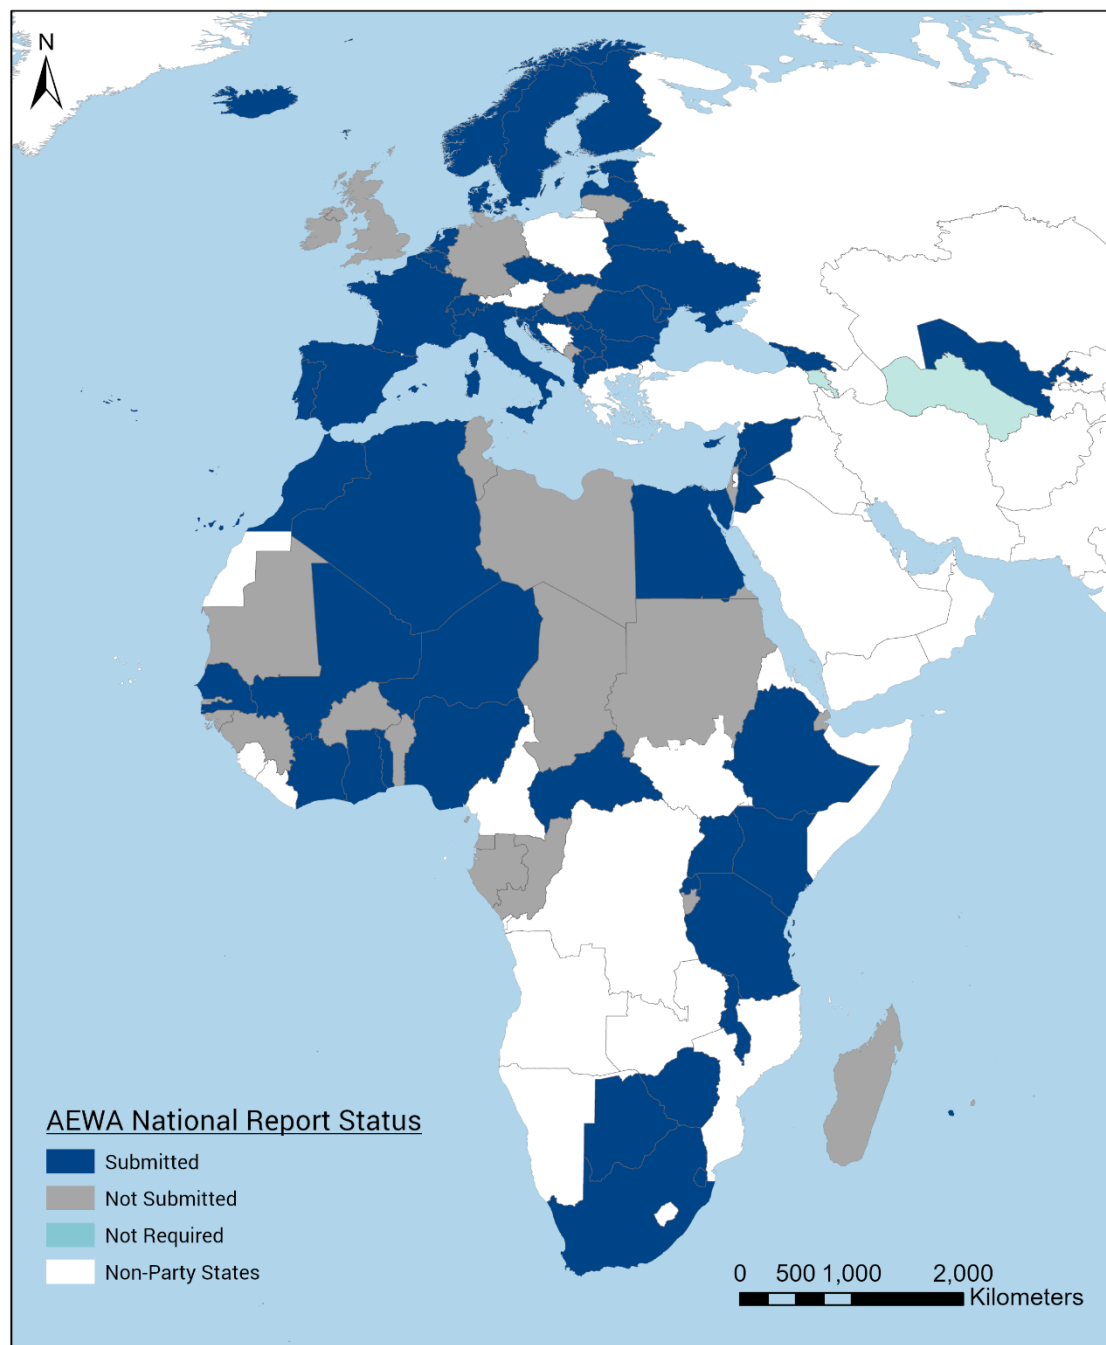 N
AEWA National Report Status
Submitted
Not Submitted
Not Required
Non-Party States
0 500 1,000 2,000
Kilometers